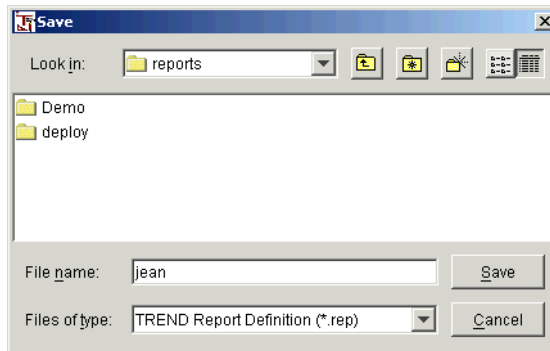 Save
Look in: reports
Demo
deploy
File name: jean Save
Files of type: TREND Report Definition (*.rep) Cancel